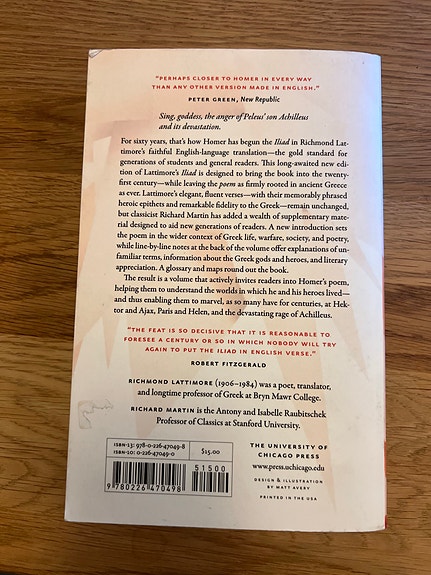 "PERHAPS CLOSER TO HOMER IN EVERY WAY
THAN ANY OTHER VERSION MADE IN ENGLISH."
PETER GREEN, New Republic
Sing, goddess, the anger of Peleus' son Achilleus
and its devastation.
For sixty years, that's how Homer has begun the Iliad in Richmond Lat-
timore's faithful English-language translation—the gold standard for
generations of students and general readers. This long-awaited new edi-
tion of Lattimore's Iliad is designed to bring the book into the twenty-
first century—while leaving the poem as firmly rooted in ancient Greece
as ever. Lattimore's elegant, fluent verses—with their memorably phrased
heroic epithets and remarkable fidelity to the Greek—remain unchanged,
but classicist Richard Martin has added a wealth of supplementary mate-
rial designed to aid new generations of readers. A new introduction sets
the poem in the wider context of Greek life, warfare, society, and poetry,
while line-by-line notes at the back of the volume offer explanations of un-
familiar terms, information about the Greek gods and heroes, and literary
appreciation. A glossary and maps round out the book.
The result is a volume that actively invites readers into Homer's poem,
helping them to understand the worlds in which he and his heroes lived—
and thus enabling them to marvel, as so many have for centuries, at Hek-
tor and Ajax, Paris and Helen, and the devastating rage of Achilleus.
"THE FEAT IS SO DECISIVE THAT IT IS REASONABLE TO
FORESEE A CENTURY OR SO IN WHICH NOBODY WILL TRY
AGAIN TO PUT THE ILIAD IN ENGLISH VERSE."
ROBERT FITZGERALD
RICHMOND LATTIMORE (1906–1984) was a poet, translator,
and longtime professor of Greek at Bryn Mawr College.
RICHARD MARTIN is the Antony and Isabelle Raubitschek
Professor of Classics at Stanford University.
ISBN-13: 978-0-226-47049-8
ISBN-10: 0-226-47049-0
$15.00
51500
9 780226 470498
THE UNIVERSITY OF
CHICAGO PRESS
www.press.uchicago.edu
DESIGN & ILLUSTRATION
BY MATT AVERY
PRINTED IN THE USA